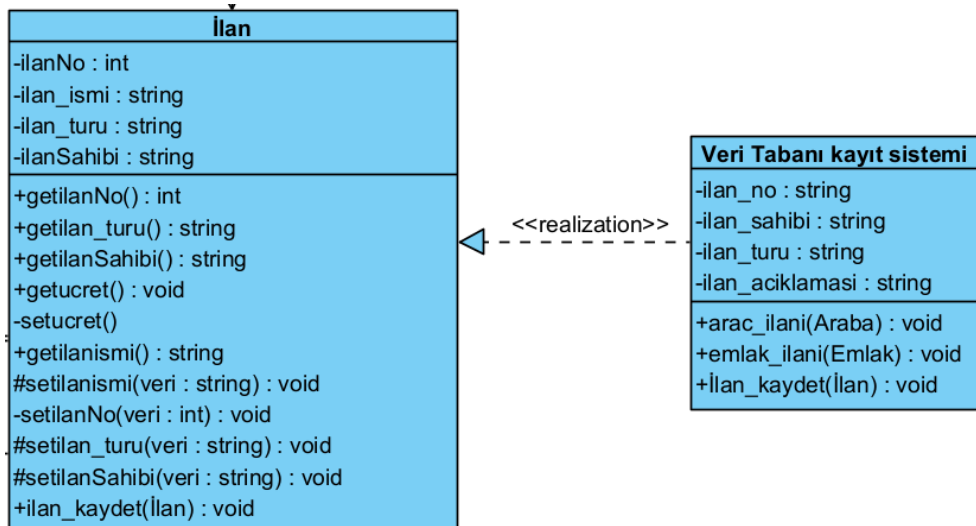 İlan
-ilanNo : int
-ilan_ismi : string
-ilan_turu : string
-ilanSahibi : string
+getilanNo() : int
+getilan_turu() : string
+getilanSahibi() : string
+getucret() : void
-setucret()
+getilanismi() : string
#setilanismi(veri : string) : void
-setilanNo(veri : int) : void
#setilan_turu(veri : string) : void
#setilanSahibi(veri : string) : void
+ilan_kaydet(İlan) : void
<<realization>>
Veri Tabanı kayıt sistemi
-ilan_no : string
-ilan_sahibi : string
-ilan_turu : string
-ilan_aciklamasi : string
+arac_ilani(Araba) : void
+emlak_ilani(Emlak) : void
+İlan_kaydet(İlan) : void